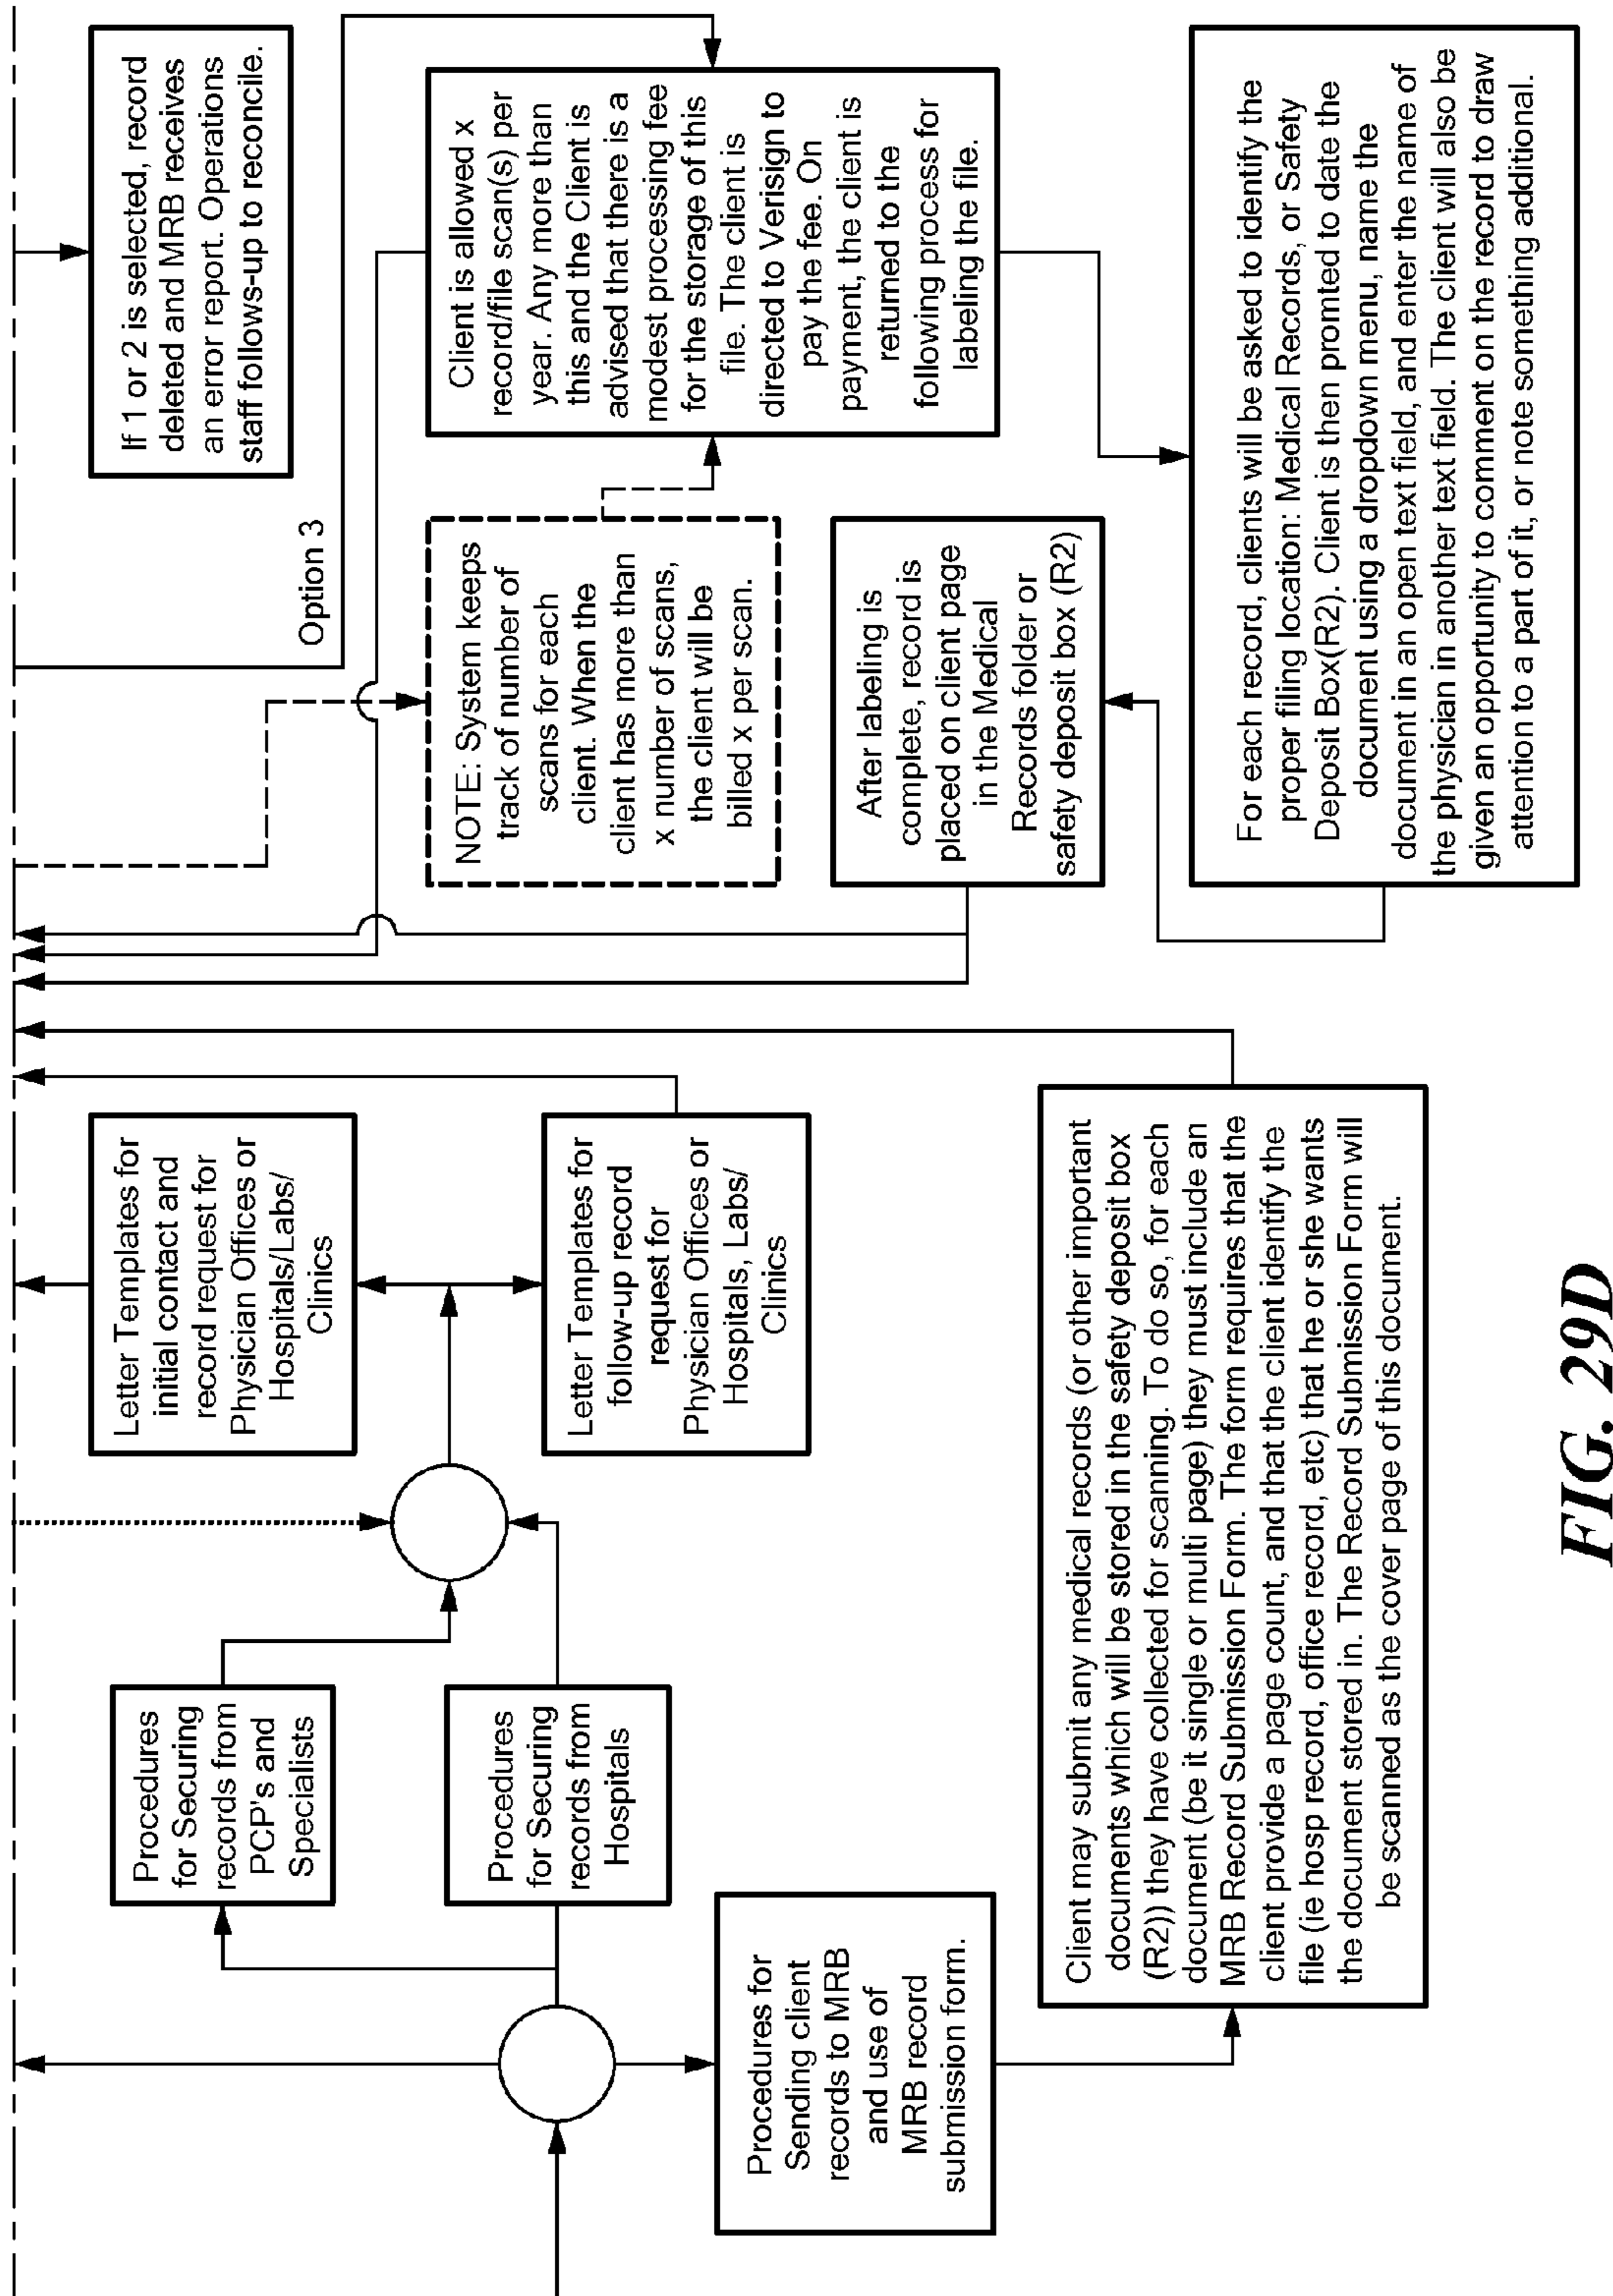 Procedures
for Securing
records from
PCP's and
Specialists
Procedures
for Securing
records from
Hospitals
Procedures for
Sending client
records to MRB
and use of
MRB record
submission form.
Letter Templates for
initial contact and
record request for
Physician Offices or
Hospitals/Labs/
Clinics
Letter Templates for
follow-up record
request for
Physician Offices or
Hospitals, Labs/
Clinics
Client may submit any medical records (or other important
documents which will be stored in the safety deposit box
(R2)) they have collected for scanning. To do so, for each
document (be it single or multi page) they must include an
MRB Record Submission Form. The form requires that the
client provide a page count, and that the client identify the
file (ie hosp record, office record, etc) that he or she wants
the document stored in. The Record Submission Form will
be scanned as the cover page of this document.
If 1 or 2 is selected, record
deleted and MRB receives
an error report. Operations
staff follows-up to reconcile.
Option 3
NOTE: System keeps
track of number of
scans for each
client. When the
client has more than
x number of scans,
the client will be
billed x per scan.
Client is allowed x
record/file scan(s) per
year. Any more than
this and the Client is
advised that there is a
modest processing fee
for the storage of this
file. The client is
directed to Verisign to
pay the fee. On
payment, the client is
returned to the
following process for
labeling the file.
After labeling is
complete, record is
placed on client page
in the Medical
Records folder or
safety deposit box (R2)
For each record, clients will be asked to identify the
proper filing location: Medical Records, or Safety
Deposit Box(R2). Client is then promted to date the
document using a dropdown menu, name the
document in an open text field, and enter the name of
the physician in another text field. The client will also be
given an opportunity to comment on the record to draw
attention to a part of it, or note something additional.
FIG. 29D